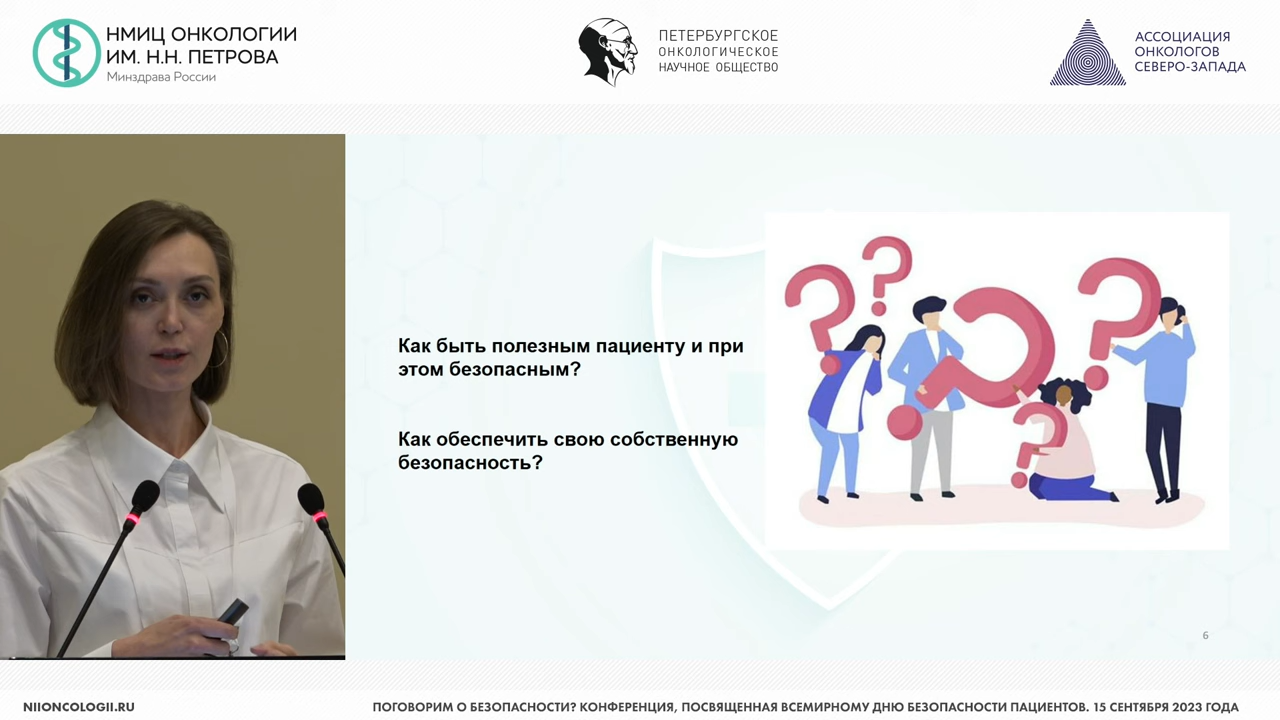 НМИЦ ОНКОЛОГИИ
ИМ. Н.Н. ПЕТРОВА
Минздрава России
ПЕТЕРБУРГСКОЕ
ОНКОЛОГИЧЕСКОЕ
НАУЧНОЕ ОБЩЕСТВО
АССОЦИАЦИЯ
ОНКОЛОГОВ
СЕВЕРО-ЗАПАДА
Как быть полезным пациенту и при
этом безопасным?
Как обеспечить свою собственную
безопасность?
6
NIIONCOLOGII.RU
ПОГОВОРИМ О БЕЗОПАСНОСТИ? КОНФЕРЕНЦИЯ, ПОСВЯЩЕННАЯ ВСЕМИРНОМУ ДНЮ БЕЗОПАСНОСТИ ПАЦИЕНТОВ. 15 СЕНТЯБРЯ 2023 ГОДА